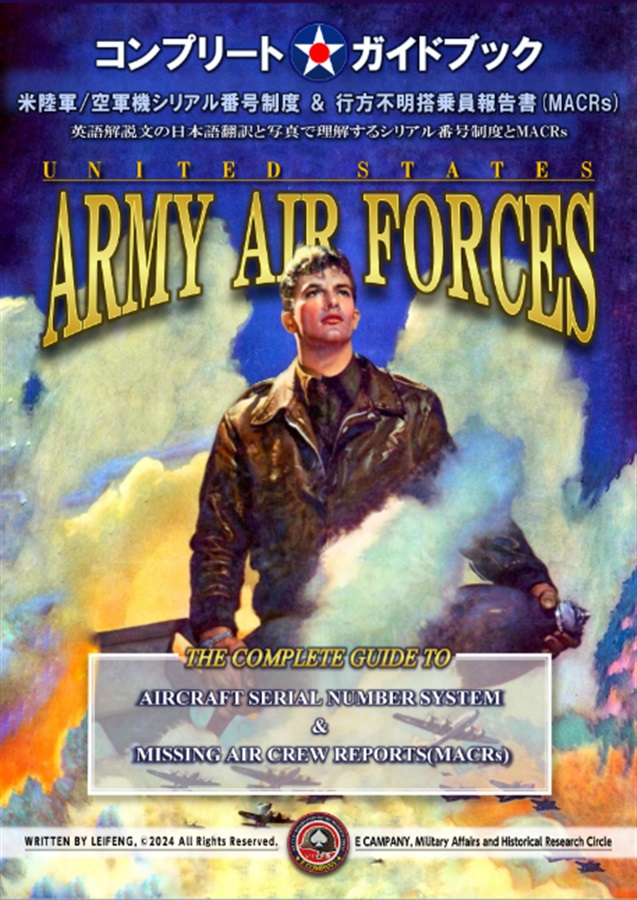 コンプリート ガイドブック
米陸軍/空軍機シリアル番号制度 & 行方不明搭乗員報告書(MACRs)
英語解説文の日本語翻訳と写真で理解するシリアル番号制度とMACRs
UNITED STATES
ARMY AIR FORCES
THE COMPLETE GUIDE TO
AIRCRAFT SERIAL NUMBER SYSTEM
&
MISSING AIR CREW REPORTS(MACRs)
WRITTEN BY LEIFENG, ©2024 All Rights Reserved. E CAMPANY, Military Affairs and Historical Research Circle